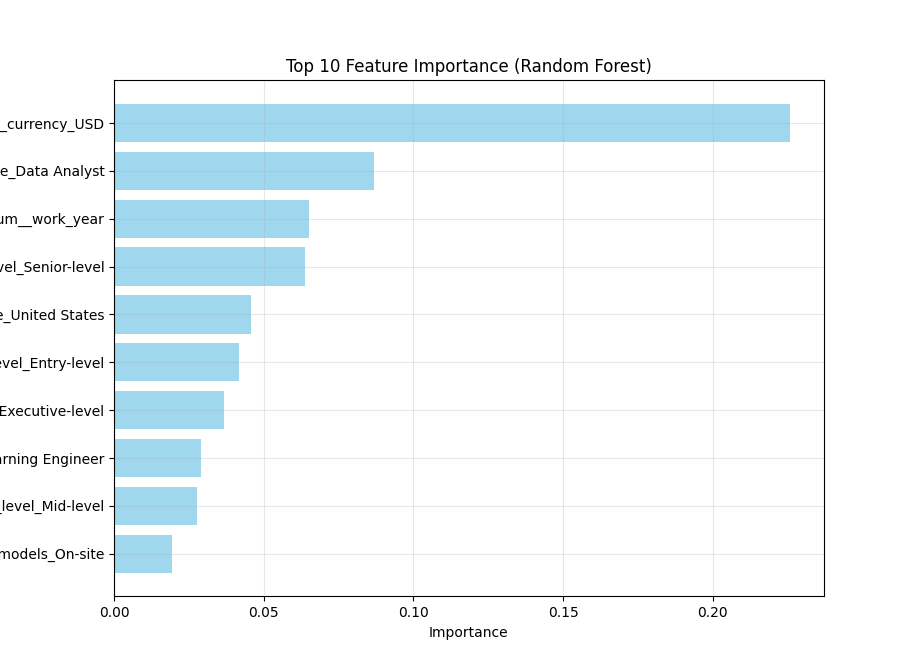 Top 10 Feature Importance (Random Forest)
_currency_USD
e_Data Analyst
um__work_year
vel_Senior-level
e_United States
evel_Entry-level
Executive-level
arning Engineer
_level_Mid-level
models_On-site
0.00 0.05 0.10 0.15 0.20
Importance